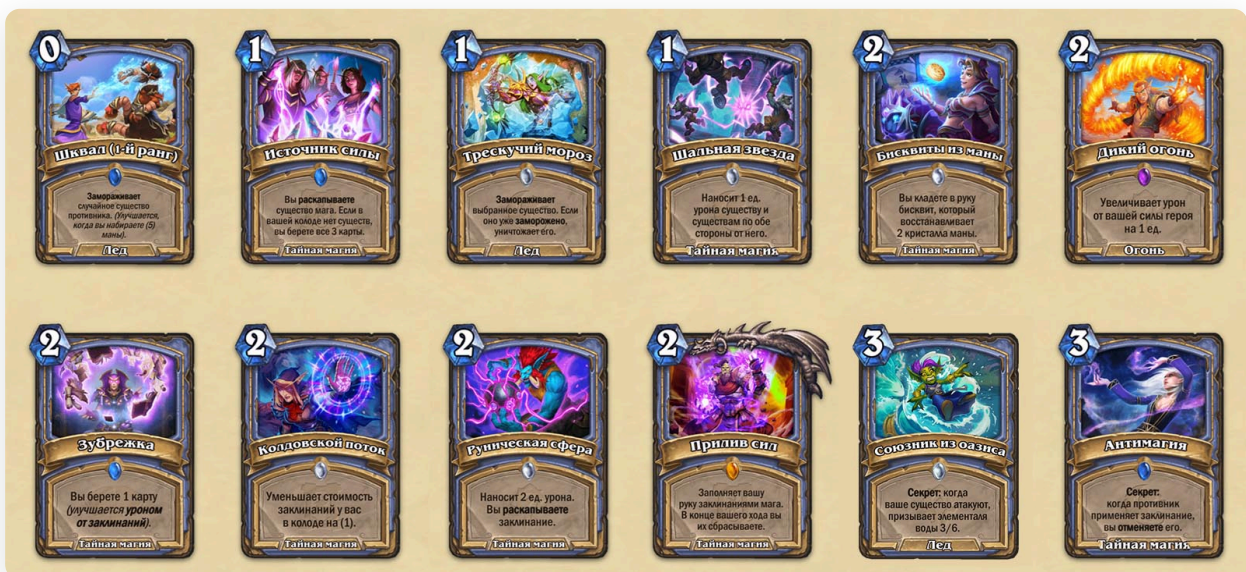 0
Шквал (1-й ранг)
Замораживает
случайное существо
противника. (Улучшается,
когда вы набираете (5)
маны).
Лед
1
Источник силы
Вы раскапываете
существо мага. Если в
вашей колоде нет существ,
вы берете все 3 карты.
Тайная магия
1
Трескучий мороз
Замораживает
выбранное существо. Если
оно уже заморожено,
уничтожает его.
Лед
1
Шальная звезда
Наносит 1 ед.
урона существу и
существам по обе
стороны от него.
Тайная магия
2
Бисквиты из маны
Вы кладете в руку
бисквит, который
восстанавливает
2 кристалла маны.
Тайная магия
2
Дикий огонь
Увеличивает урон
от вашей силы героя
на 1 ед.
Огонь
2
Зубрежка
Вы берете 1 карту
(улучшается уроном
от заклинаний).
Тайная магия
2
Колдовской поток
Уменьшает стоимость
заклинаний у вас
в колоде на (1).
Тайная магия
2
Руническая сфера
Наносит 2 ед. урона.
Вы раскапываете
заклинание.
Тайная магия
2
Прилив сил
Заполняет вашу
руку заклинаниями мага.
В конце вашего хода вы
их сбрасываете.
Тайная магия
3
Союзник из оазиса
Секрет: когда
ваше существо атакуют,
призывает элементаля
воды 3/6.
Лед
3
Антимагия
Секрет:
когда противник
применяет заклинание,
вы отменяете его.
Тайная магия